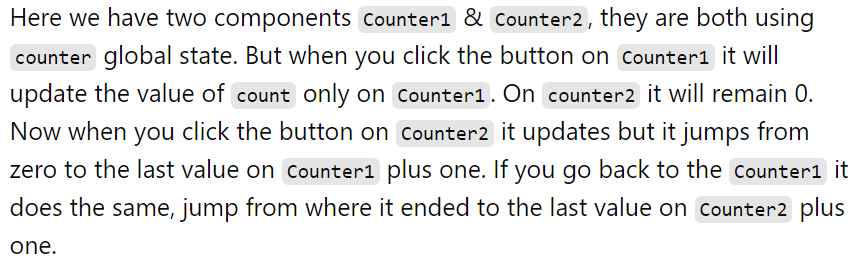 Here we have two components Counter1 & Counter2, they are both using
counter global state. But when you click the button on Counter1 it will
update the value of count only on Counter1. On counter2 it will remain 0.
Now when you click the button on Counter2 it updates but it jumps from
zero to the last value on Counter1 plus one. If you go back to the Counter1 it
does the same, jump from where it ended to the last value on Counter2 plus
one.